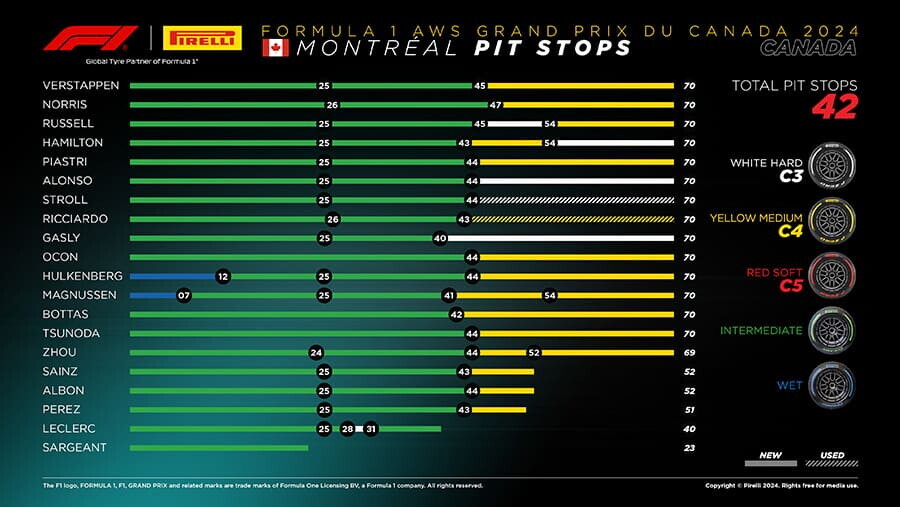 F1 PIRELLI
Global Tyre Partner of Formula 1®
FORMULA 1 AWS GRAND PRIX DU CANADA 2024
MONTRÉAL PIT STOPS CANADA
VERSTAPPEN 25 45 70
NORRIS 26 47 70
RUSSELL 25 45 54 70
HAMILTON 25 43 54 70
PIASTRI 25 44 70
ALONSO 25 44 70
STROLL 25 44 70
RICCIARDO 26 43 70
GASLY 25 40 70
OCON 44 70
HULKENBERG 12 25 44 70
MAGNUSSEN 07 25 41 54 70
BOTTAS 42 70
TSUNODA 44 70
ZHOU 24 44 52 69
SAINZ 25 43 52
ALBON 25 44 52
PEREZ 25 43 51
LECLERC 25 28 31 40
SARGEANT 23
TOTAL PIT STOPS
42
WHITE HARD
C3
YELLOW MEDIUM
C4
RED SOFT
C5
INTERMEDIATE
WET
NEW USED
The F1 logo, FORMULA 1, F1, GRAND PRIX and related marks are trade marks of Formula One Licensing BV, a Formula 1 company. All rights reserved.
Copyright © Pirelli 2024. Rights free for media use.